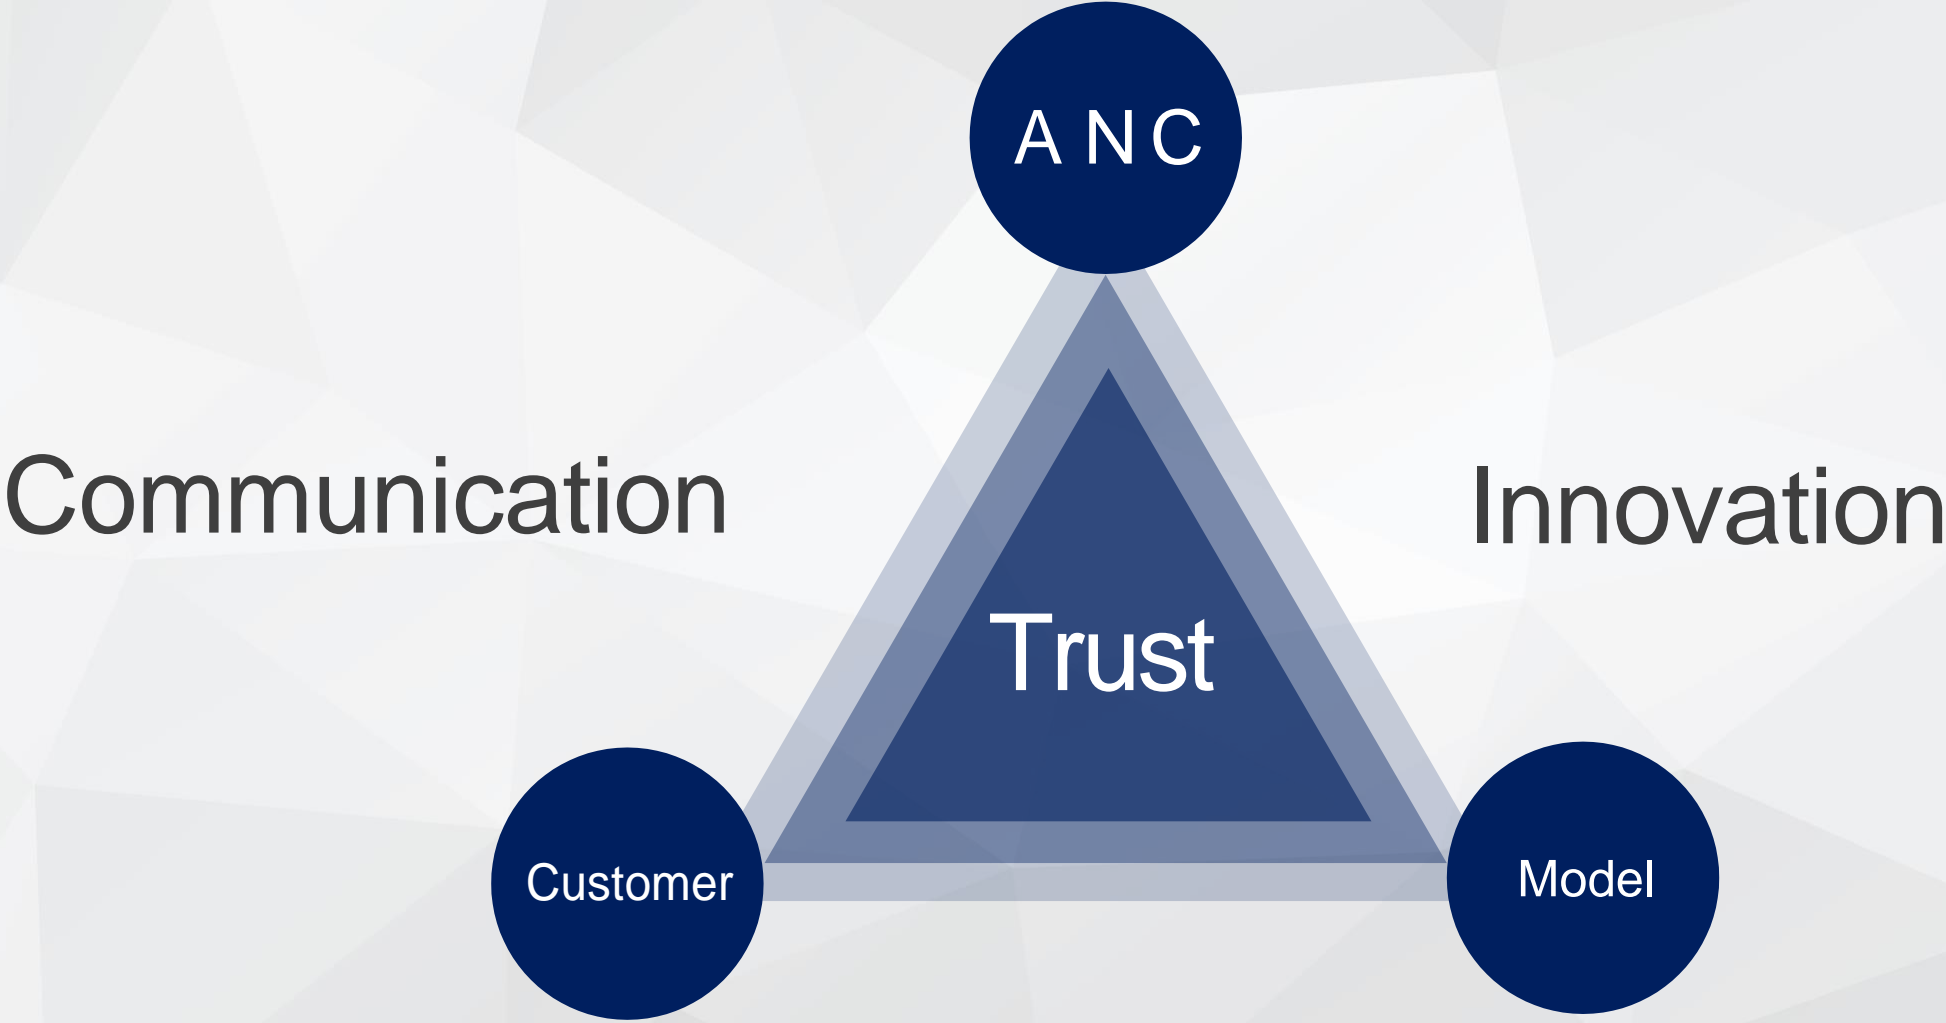 A N C
Communication
Innovation
Trust
Customer
Model